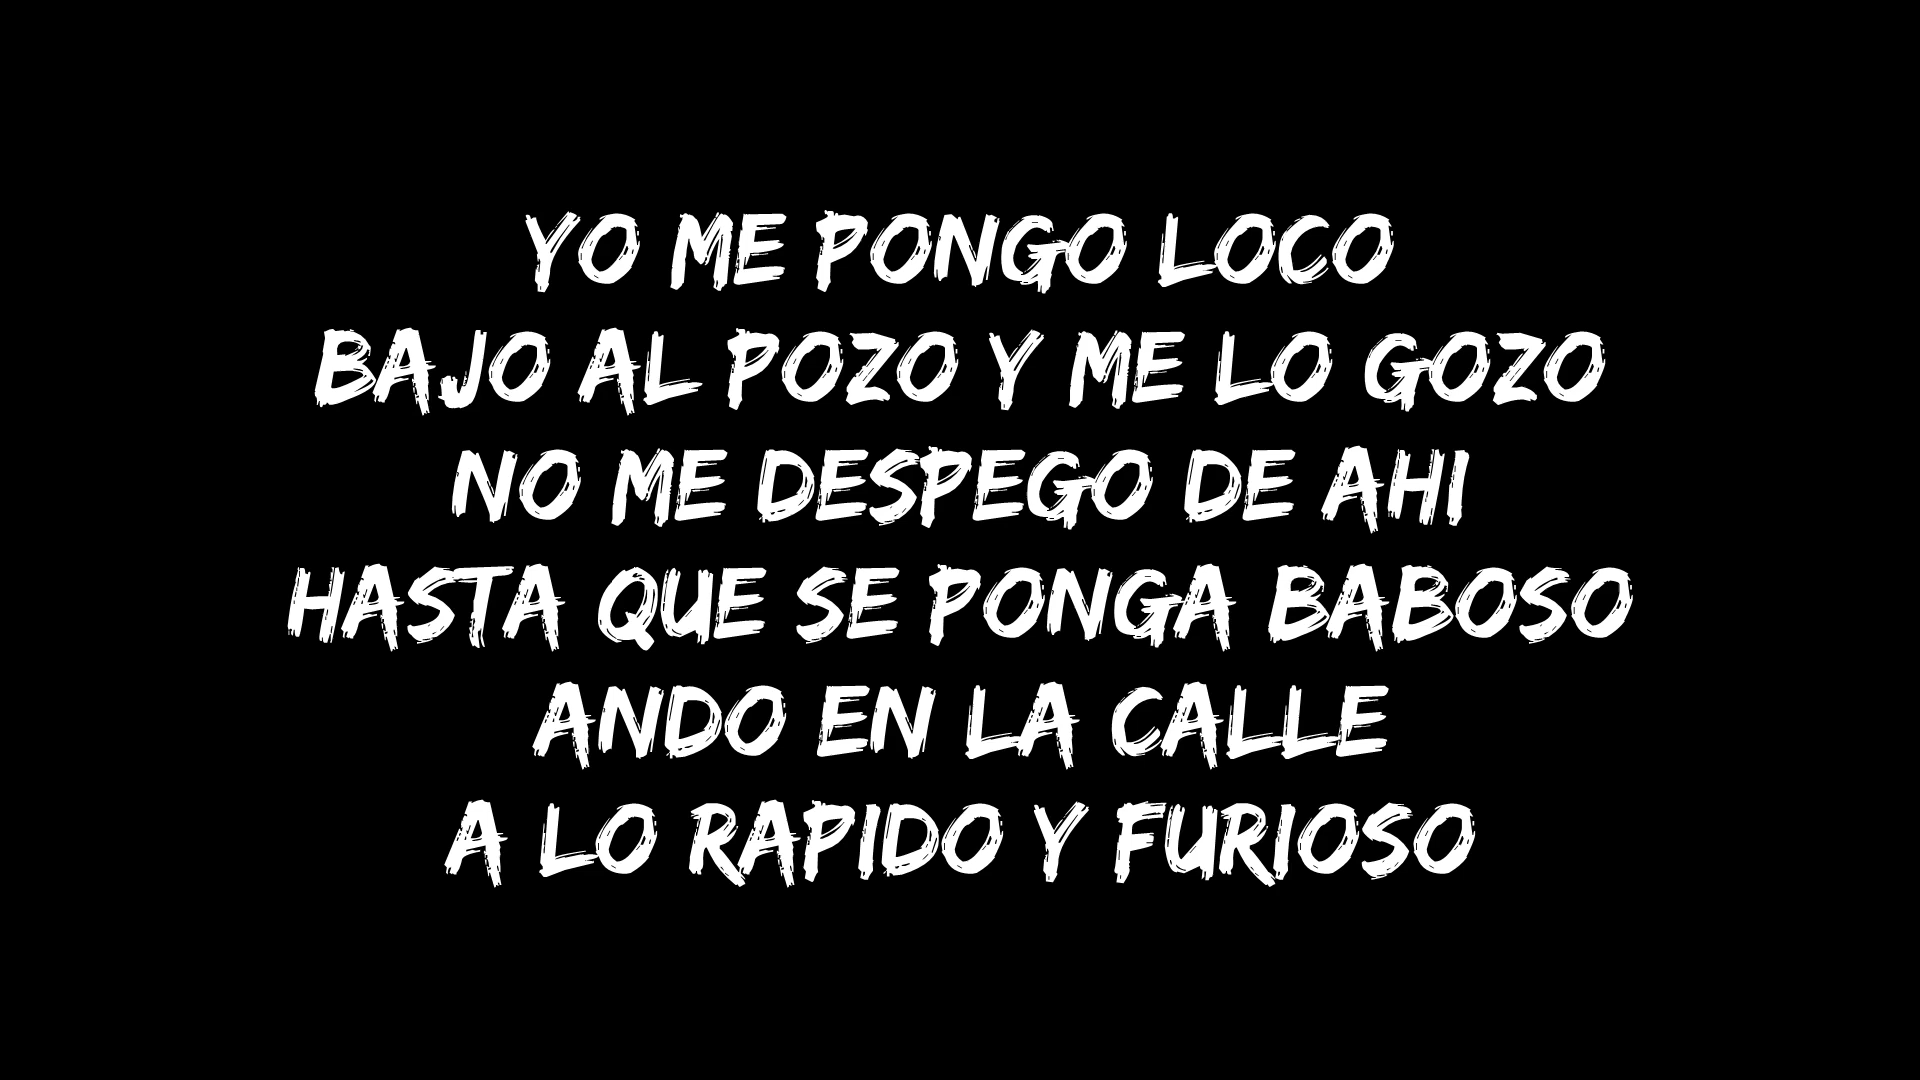 YO ME PONGO LOCO
BAJO AL POZO Y ME LO GOZO
NO ME DESPEGO DE AHI
HASTA QUE SE PONGA BABOSO
ANDO EN LA CALLE
A LO RAPIDO Y FURIOSO